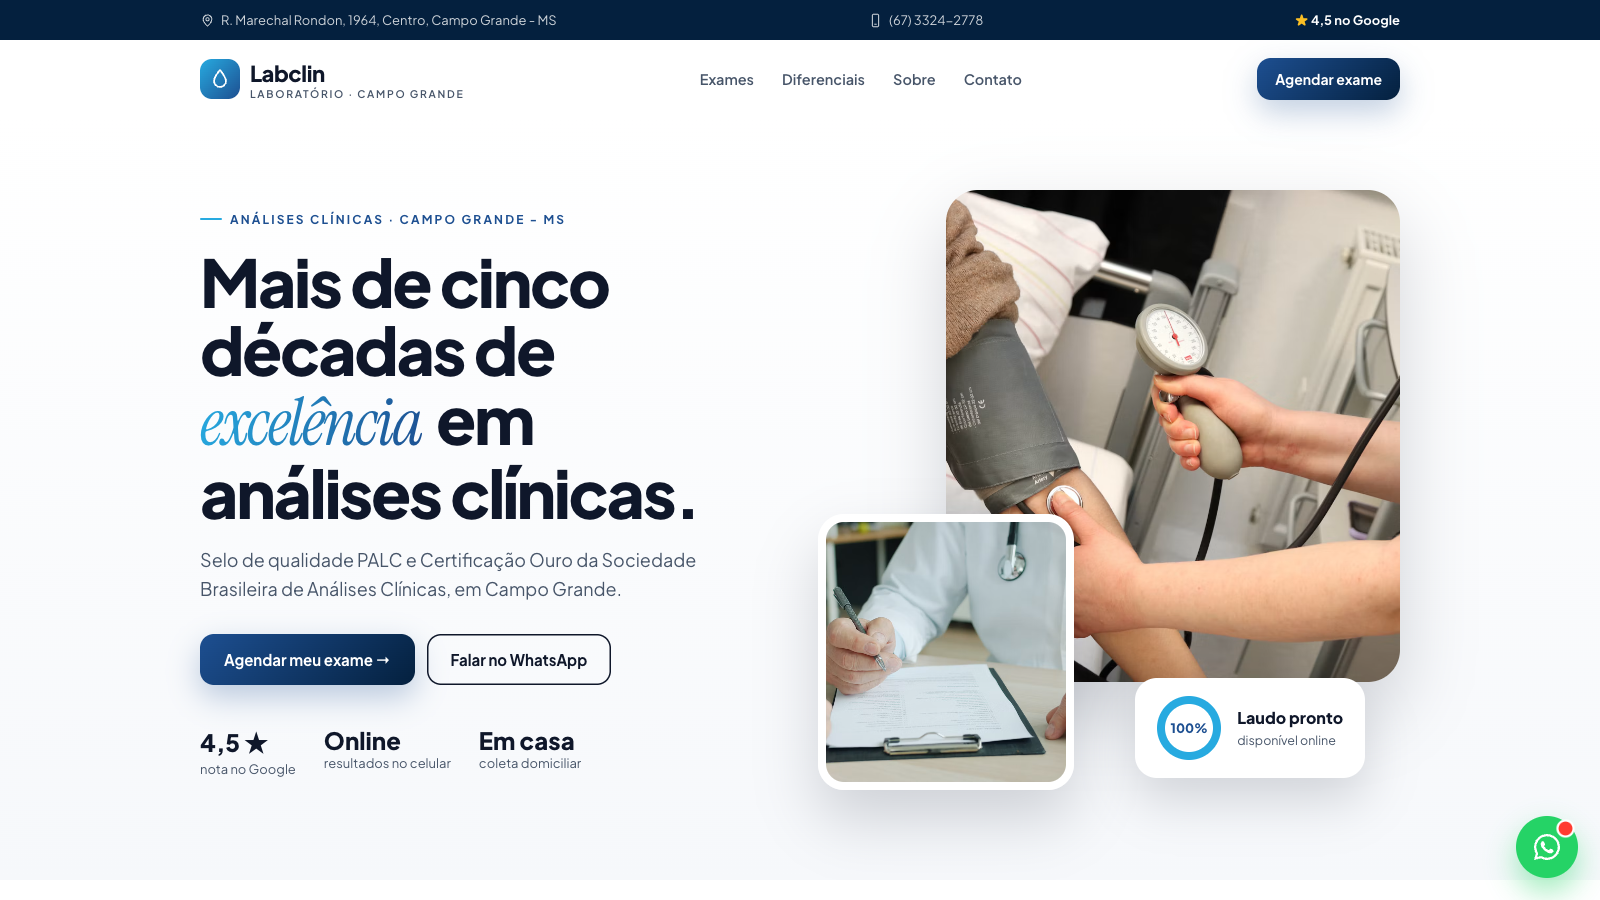 R. Marechal Rondon, 1964, Centro, Campo Grande - MS
(67) 3324-2778
★ 4,5 no Google
Labclin
LABORATÓRIO · CAMPO GRANDE
Exames
Diferenciais
Sobre
Contato
Agendar exame
ANÁLISES CLÍNICAS · CAMPO GRANDE - MS
Mais de cinco
décadas de
excelência em
análises clínicas.
Selo de qualidade PALC e Certificação Ouro da Sociedade
Brasileira de Análises Clínicas, em Campo Grande.
Agendar meu exame →
Falar no WhatsApp
4,5 ★
nota no Google
Online
resultados no celular
Em casa
coleta domiciliar
100%
Laudo pronto
disponível online